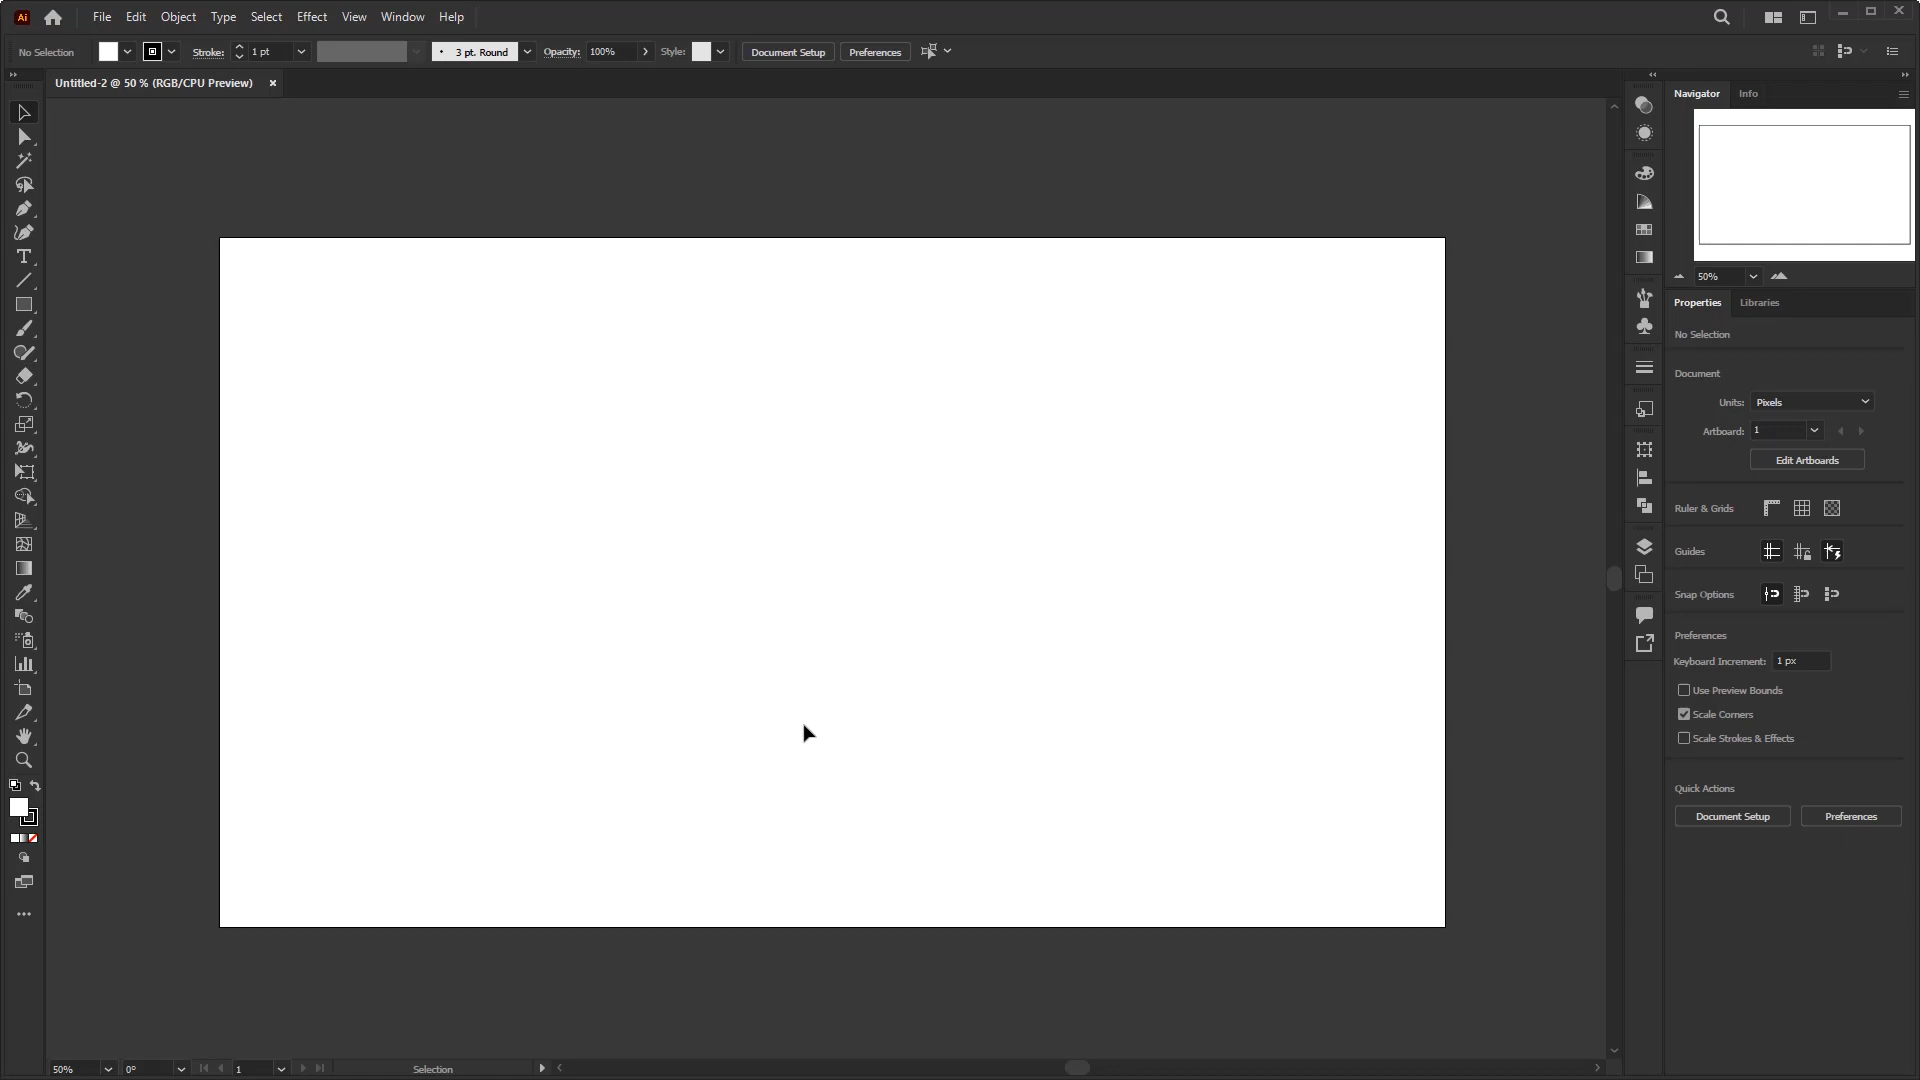 Ai File Edit Object Type Select Effect View Window Help
No Selection Stroke: 1 pt 3 pt. Round Opacity: 100% Style: Document Setup Preferences
Untitled-2 @ 50 % (RGB/CPU Preview)
Navigator Info
50%
Properties Libraries
No Selection
Document
Units: Pixels
Artboard: 1
Edit Artboards
Ruler & Grids
Guides
Snap Options
Preferences
Keyboard Increment: 1 px
Use Preview Bounds
Scale Corners
Scale Strokes & Effects
Quick Actions
Document Setup Preferences
50% 0° 1 Selection